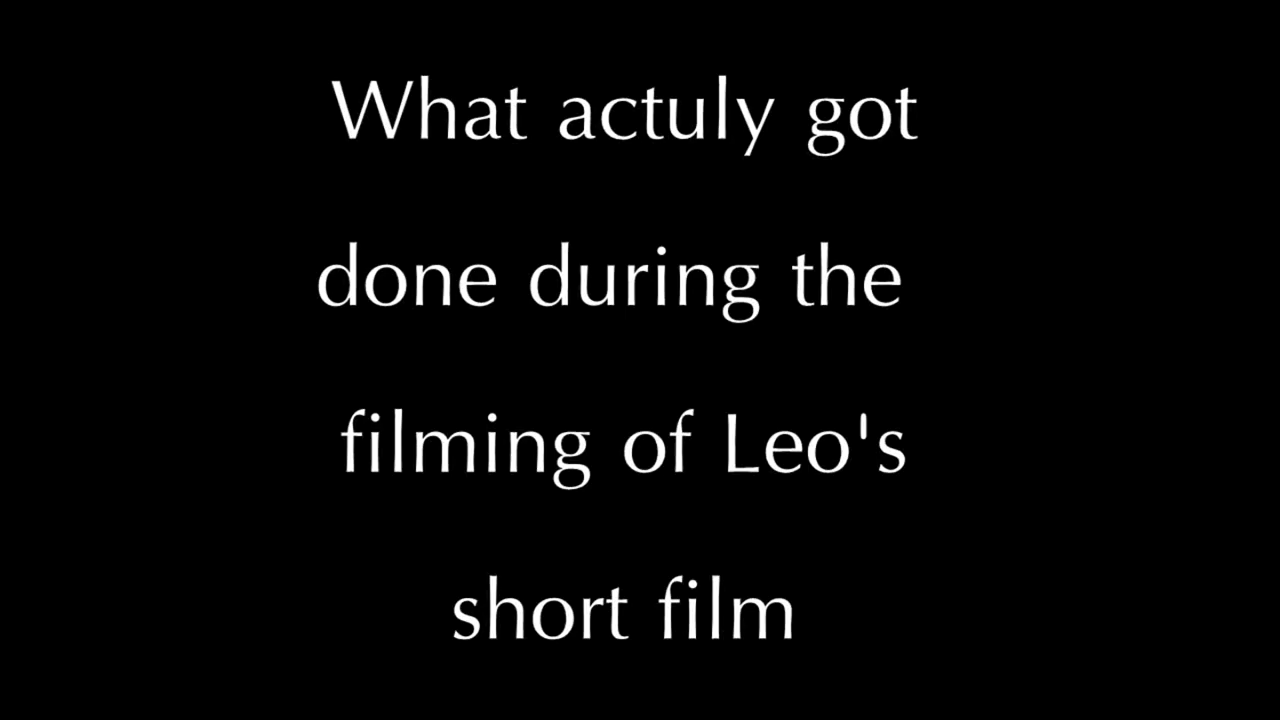 What actuly got
done during the
filming of Leo's
short film